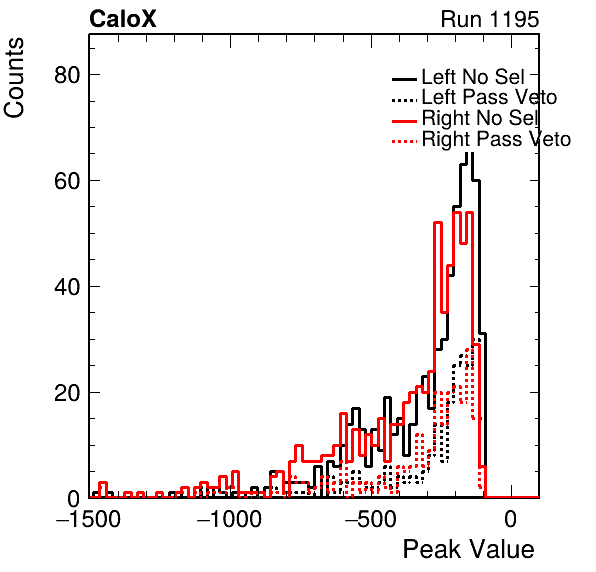 CaloX
Run 1195
Counts
80
60
40
20
0
Left No Sel
Left Pass Veto
Right No Sel
Right Pass Veto
−1500
−1000
−500
0
Peak Value